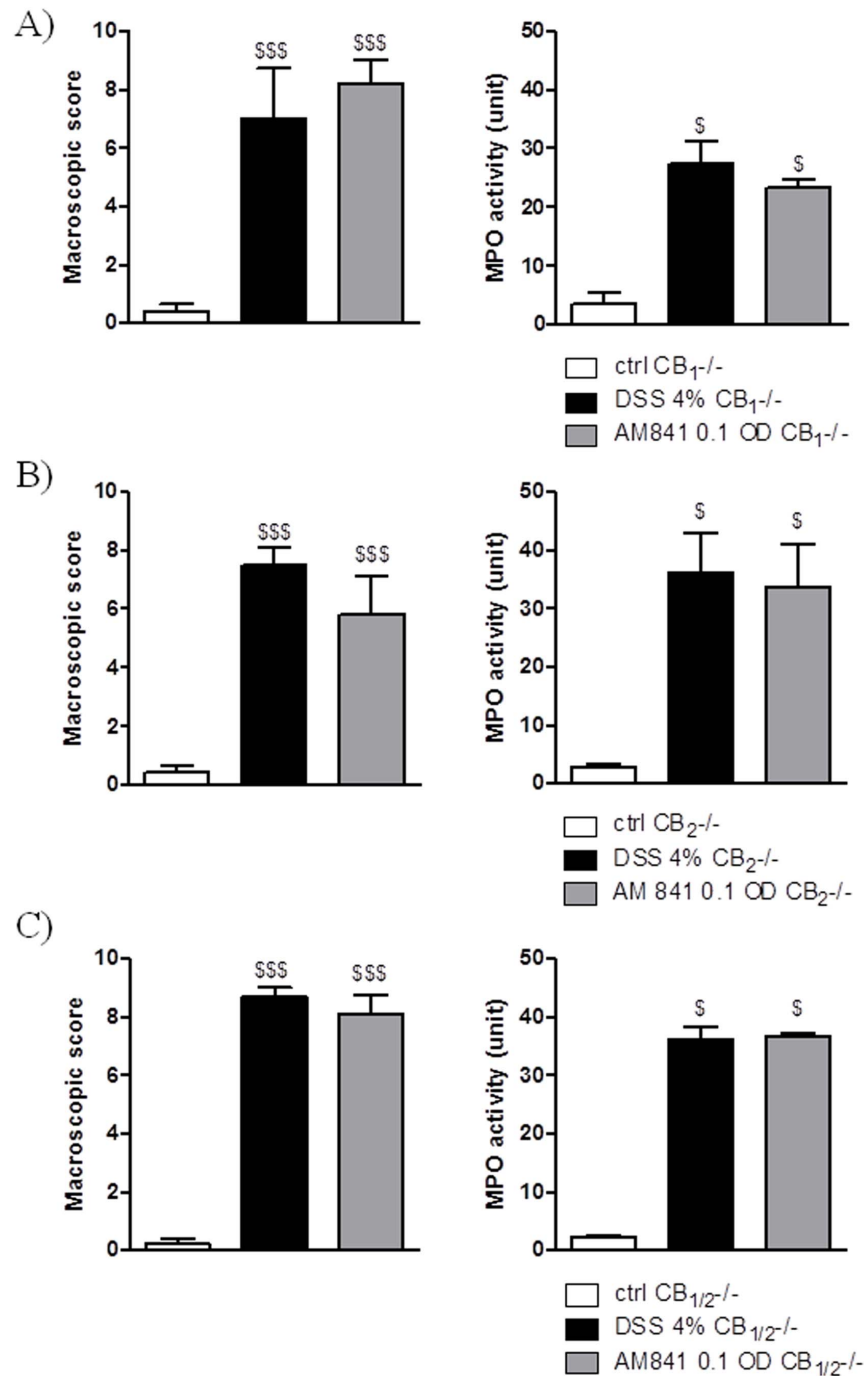 A)
Macroscopic score
10
8
6
4
2
0
$$$ $$$
MPO activity (unit)
50
40
30
20
10
0
$ $
ctrl CB1-/-
DSS 4% CB1-/-
AM841 0.1 OD CB1-/-
B)
Macroscopic score
10
8
6
4
2
0
$$$ $$$
MPO activity (unit)
50
40
30
20
10
0
$ $
ctrl CB2-/-
DSS 4% CB2-/-
AM 841 0.1 OD CB2-/-
C)
Macroscopic score
10
8
6
4
2
0
$$$ $$$
MPO activity (unit)
50
40
30
20
10
0
$ $
ctrl CB1/2-/-
DSS 4% CB1/2-/-
AM841 0.1 OD CB1/2-/-